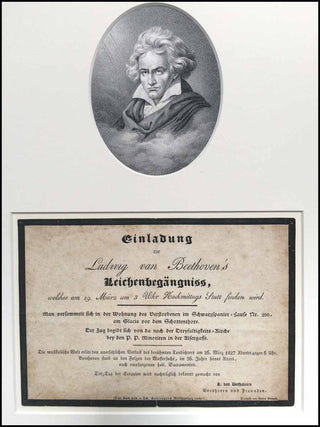 Einladung
zu
Ludwig van Beethoven's
Leichenbegängniss,
welches am 29. März um 3 Uhr Nachmittags Statt finden wird.
Man versammelt sich in der Wohnung des Verstorbenen im Schwarzspanier-Hause Nr. 200,
am Glacis vor dem Schottenthore.
Der Zug begibt sich von da nach der Dreyfaltigkeits-Kirche
bey den P. P. Minoriten in der Alsergasse.
Die musikalische Welt erlitt den unersetzlichen Verlust des berühmten Tondichters am 26. März 1827 Abends gegen 6 Uhr.
Beethoven starb an den Folgen der Wassersucht, im 56. Jahre seines Alters,
nach empfangenen heil. Sacramenten.
Der Tag der Exequien wird nachträglich bekannt gemacht von
L. van Beethovens
Verehrern und Freunden.